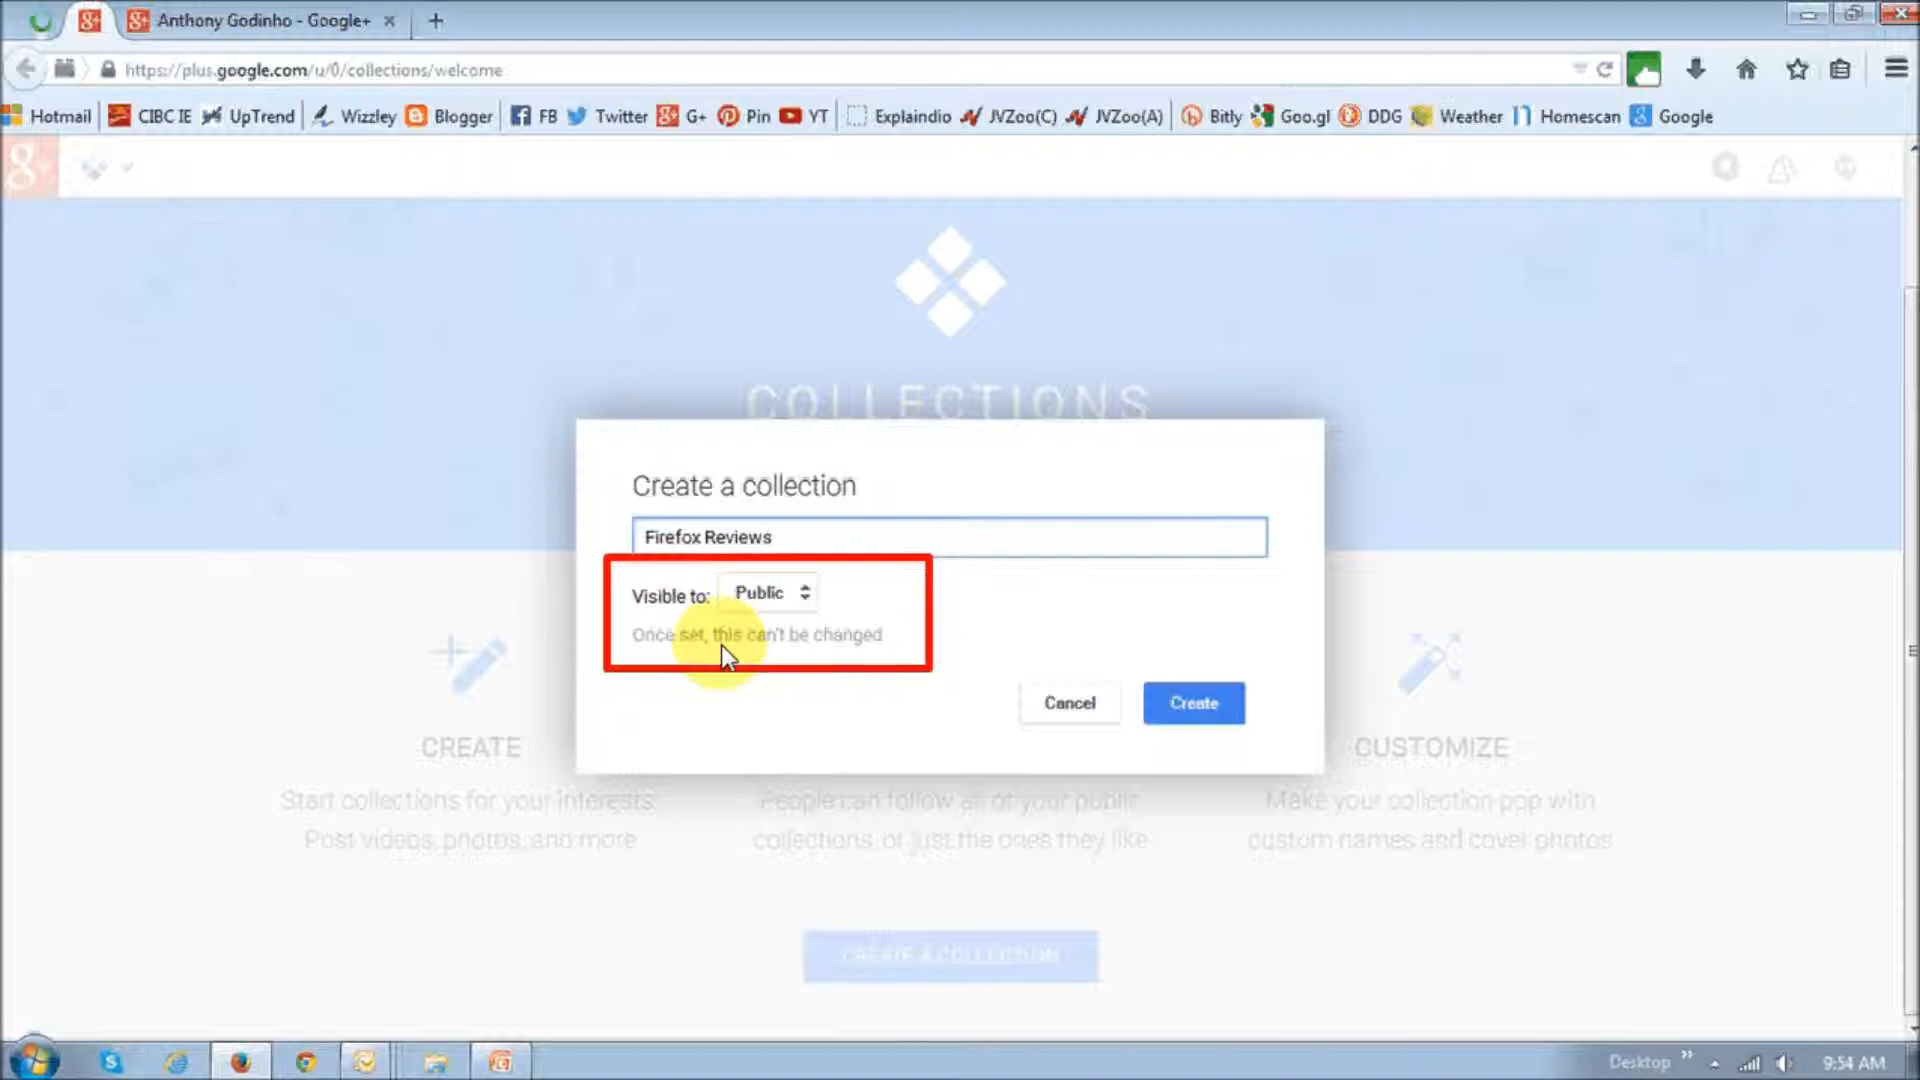 Anthony Godinho - Google+
https://plus.google.com/u/0/collections/welcome
Hotmail CIBC IE UpTrend Wizzley Blogger FB Twitter G+ Pin YT Explaindio JVZoo(C) JVZoo(A) Bitly Goo.gl DDG Weather Homescan Google
COLLECTIONS
Create a collection
Firefox Reviews
Visible to: Public
Once set, this can't be changed
Cancel Create
CREATE CUSTOMIZE
Start collections for your interests. People can follow all of your public Make your collection pop with
Post videos, photos, and more collections, or just the ones they like custom names and cover photos
CREATE A COLLECTION
Desktop 9:54 AM